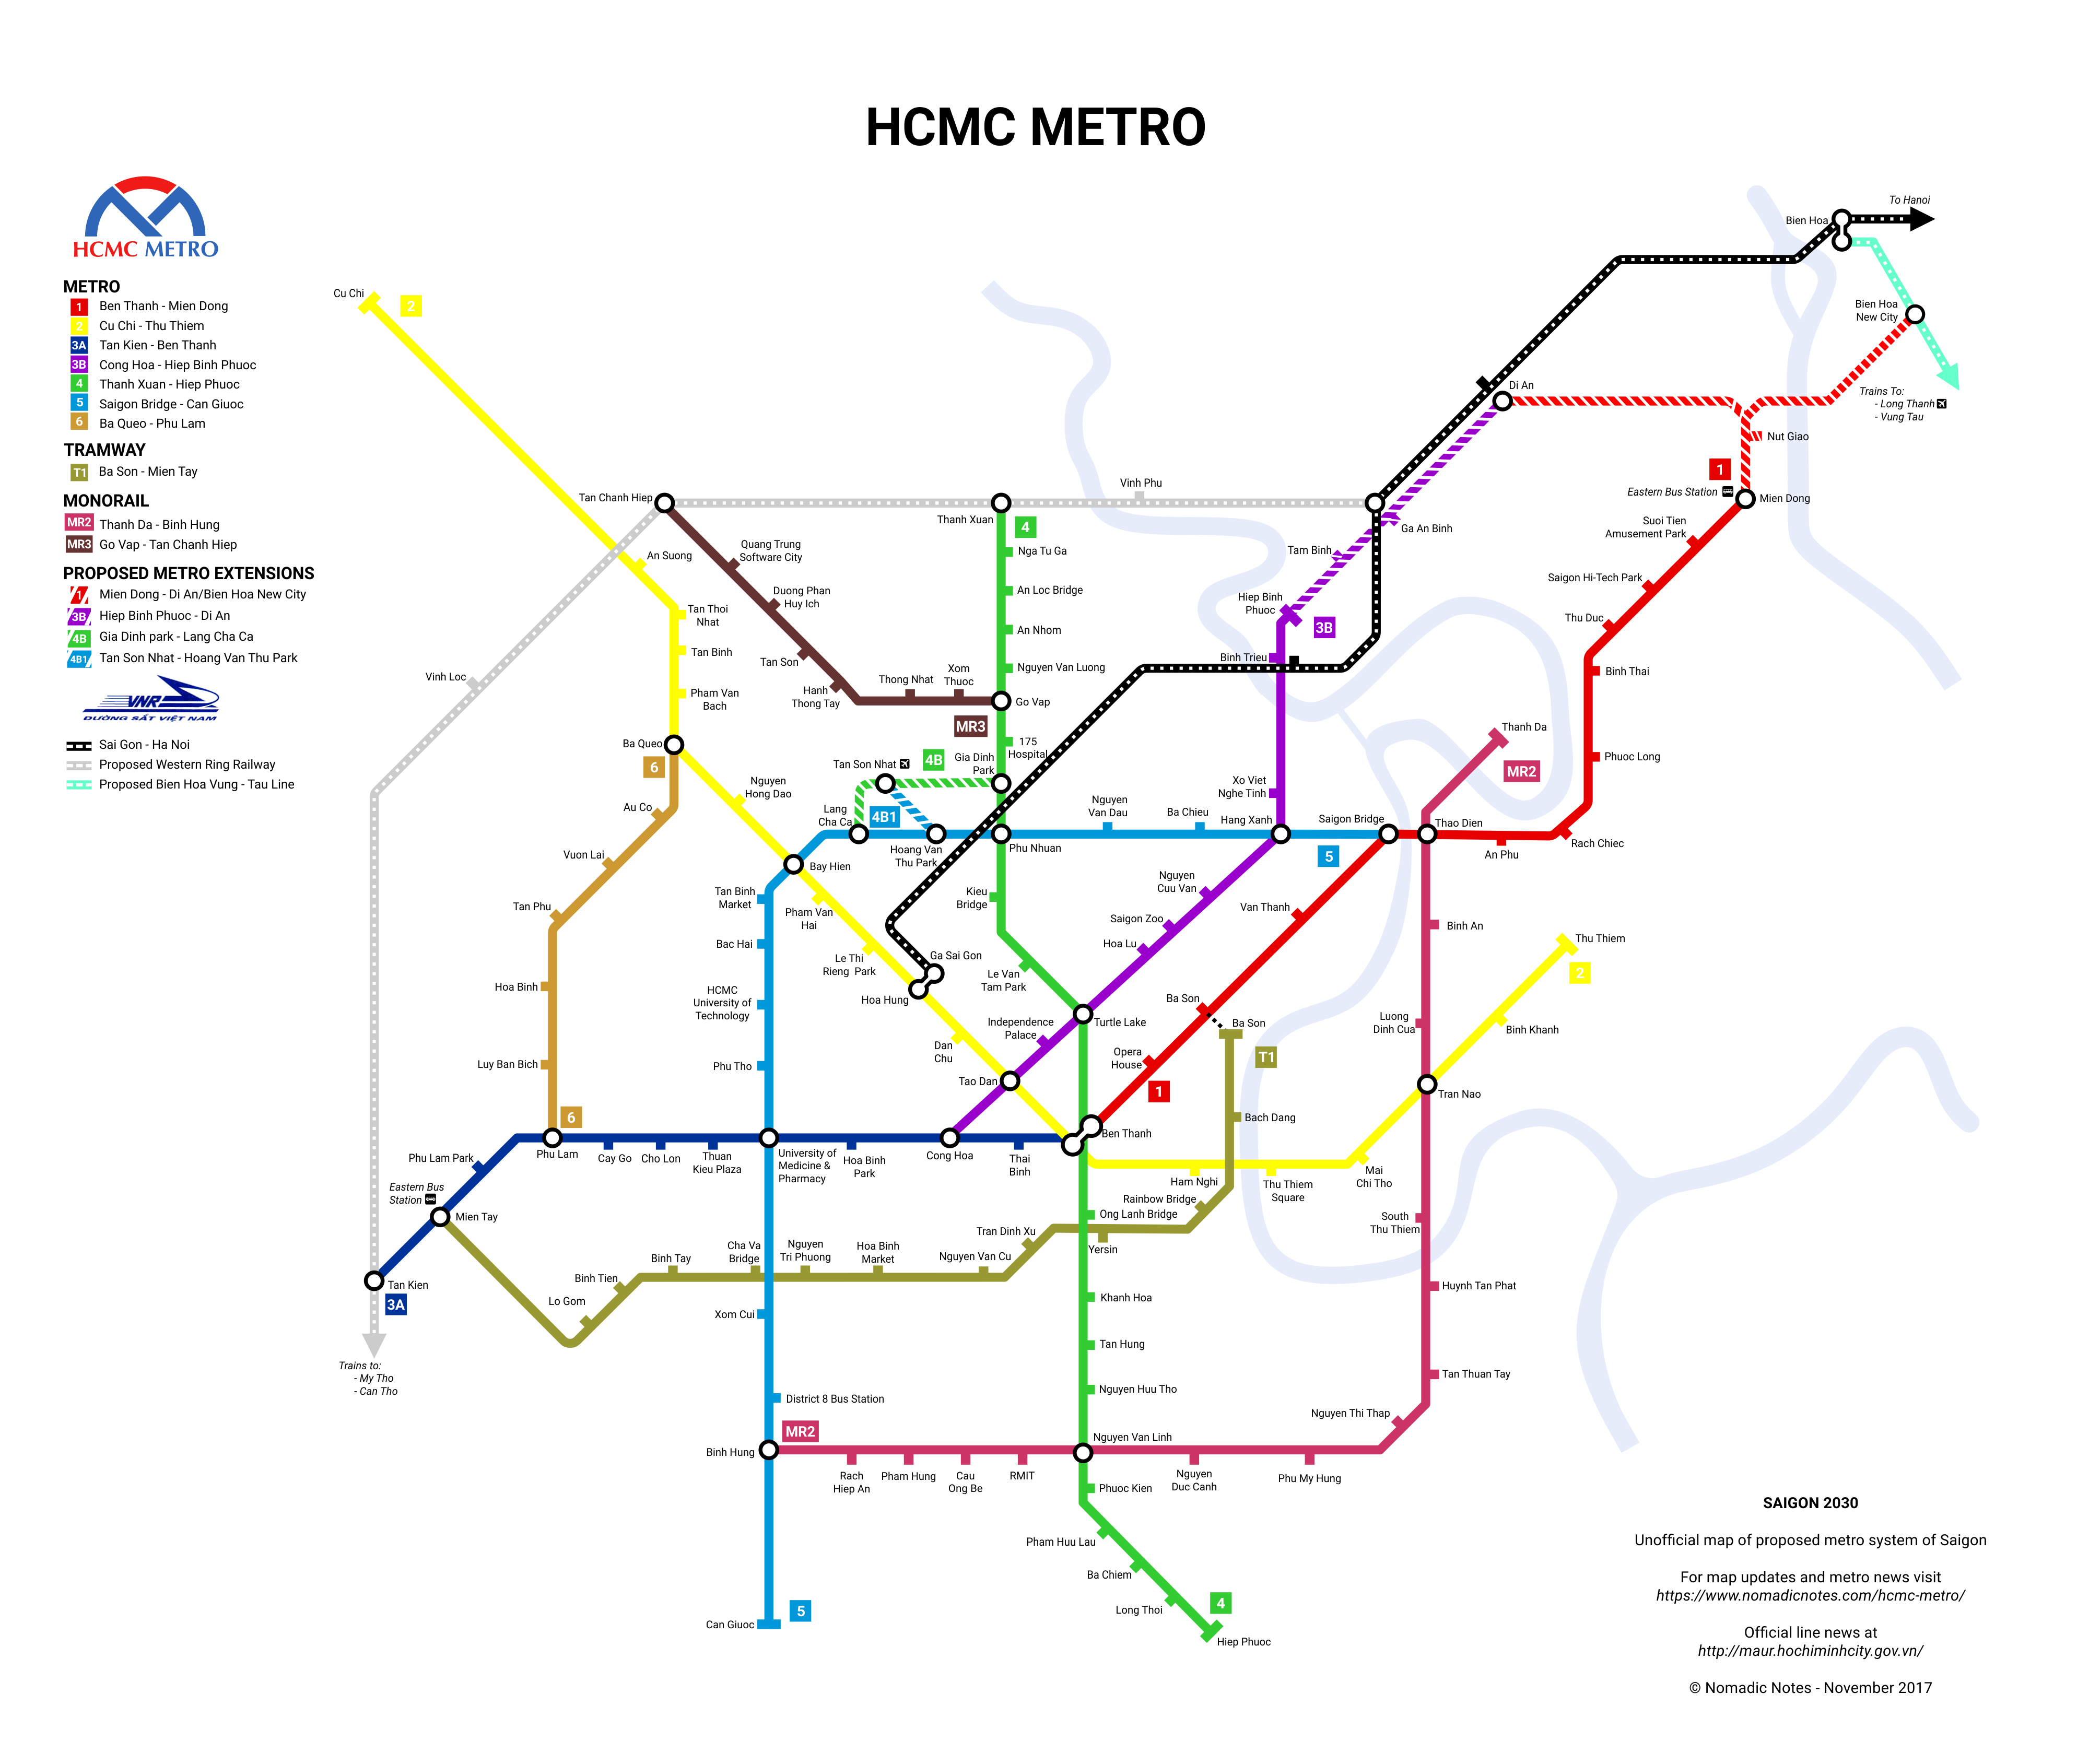 HCMC METRO
HCMC METRO
METRO
1 Ben Thanh - Mien Dong
2 Cu Chi - Thu Thiem
3A Tan Kien - Ben Thanh
3B Cong Hoa - Hiep Binh Phuoc
4 Thanh Xuan - Hiep Phuoc
5 Saigon Bridge - Can Giuoc
6 Ba Queo - Phu Lam
TRAMWAY
T1 Ba Son - Mien Tay
MONORAIL
MR2 Thanh Da - Binh Hung
MR3 Go Vap - Tan Chanh Hiep
PROPOSED METRO EXTENSIONS
1 Mien Dong - Di An/Bien Hoa New City
3B Hiep Binh Phuoc - Di An
4B Gia Dinh park - Lang Cha Ca
4B1 Tan Son Nhat - Hoang Van Thu Park
VNR
ĐƯỜNG SẮT VIỆT NAM
Sai Gon - Ha Noi
Proposed Western Ring Railway
Proposed Bien Hoa Vung - Tau Line
To Hanoi
Bien Hoa
Bien Hoa
New City
Trains To:
- Long Thanh
- Vung Tau
Cu Chi
2
Di An
Nut Giao
1
Eastern Bus Station
Mien Dong
Suoi Tien
Amusement Park
Saigon Hi-Tech Park
Thu Duc
Binh Thai
Phuoc Long
Rach Chiec
An Phu
Thao Dien
Saigon Bridge
Tan Chanh Hiep
Vinh Phu
Thanh Xuan
4
Ga An Binh
Tam Binh
Hiep Binh
Phuoc
3B
Binh Trieu
Xo Viet
Nghe Tinh
Hang Xanh
An Suong
Tan Thoi
Nhat
Tan Binh
Pham Van
Bach
Ba Queo
6
Vinh Loc
Quang Trung
Software City
Duong Phan
Huy Ich
Tan Son
Hanh
Thong Tay
Thong Nhat
Xom
Thuoc
MR3
Nga Tu Ga
An Loc Bridge
An Nhom
Nguyen Van Luong
Go Vap
175
Hospital
Gia Dinh
Park
4B
Tan Son Nhat
Lang
Cha Ca
4B1
Hoang Van
Thu Park
Phu Nhuan
Nguyen
Van Dau
Ba Chieu
5
Thanh Da
MR2
Au Co
Vuon Lai
Tan Phu
Hoa Binh
Luy Ban Bich
6
Phu Lam
Nguyen
Hong Dao
Bay Hien
Pham Van
Hai
Le Thi
Rieng Park
Hoa Hung
Ga Sai Gon
Dan
Chu
Tao Dan
Tan Binh
Market
Bac Hai
HCMC
University of
Technology
Phu Tho
Kieu
Bridge
Le Van
Tam Park
Turtle Lake
Independence
Palace
Nguyen
Cuu Van
Saigon Zoo
Hoa Lu
Van Thanh
Ba Son
Opera
House
1
Ba Son
T1
Bach Dang
Ben Thanh
Binh An
Luong
Dinh Cua
Thu Thiem
2
Binh Khanh
Tran Nao
Mai
Chi Tho
Thu Thiem
Square
Ham Nghi
Phu Lam Park
Eastern Bus
Station
Mien Tay
Tan Kien
3A
Trains to:
- My Tho
- Can Tho
Cay Go
Cho Lon
Thuan
Kieu Plaza
University of
Medicine &
Pharmacy
Hoa Binh
Park
Cong Hoa
Thai
Binh
Rainbow Bridge
Ong Lanh Bridge
Yersin
Tran Dinh Xu
Nguyen Van Cu
Hoa Binh
Market
Nguyen
Tri Phuong
Cha Va
Bridge
Binh Tay
Binh Tien
Lo Gom
Xom Cui
District 8 Bus Station
Khanh Hoa
Tan Hung
Nguyen Huu Tho
Nguyen Van Linh
South
Thu Thiem
Huynh Tan Phat
Tan Thuan Tay
Nguyen Thi Thap
Phu My Hung
Nguyen
Duc Canh
RMIT
Cau
Ong Be
Pham Hung
Rach
Hiep An
MR2
Binh Hung
Can Giuoc
5
Phuoc Kien
Pham Huu Lau
Ba Chiem
Long Thoi
4
Hiep Phuoc
SAIGON 2030
Unofficial map of proposed metro system of Saigon
For map updates and metro news visit
https://www.nomadicnotes.com/hcmc-metro/
Official line news at
http://maur.hochiminhcity.gov.vn/
© Nomadic Notes - November 2017